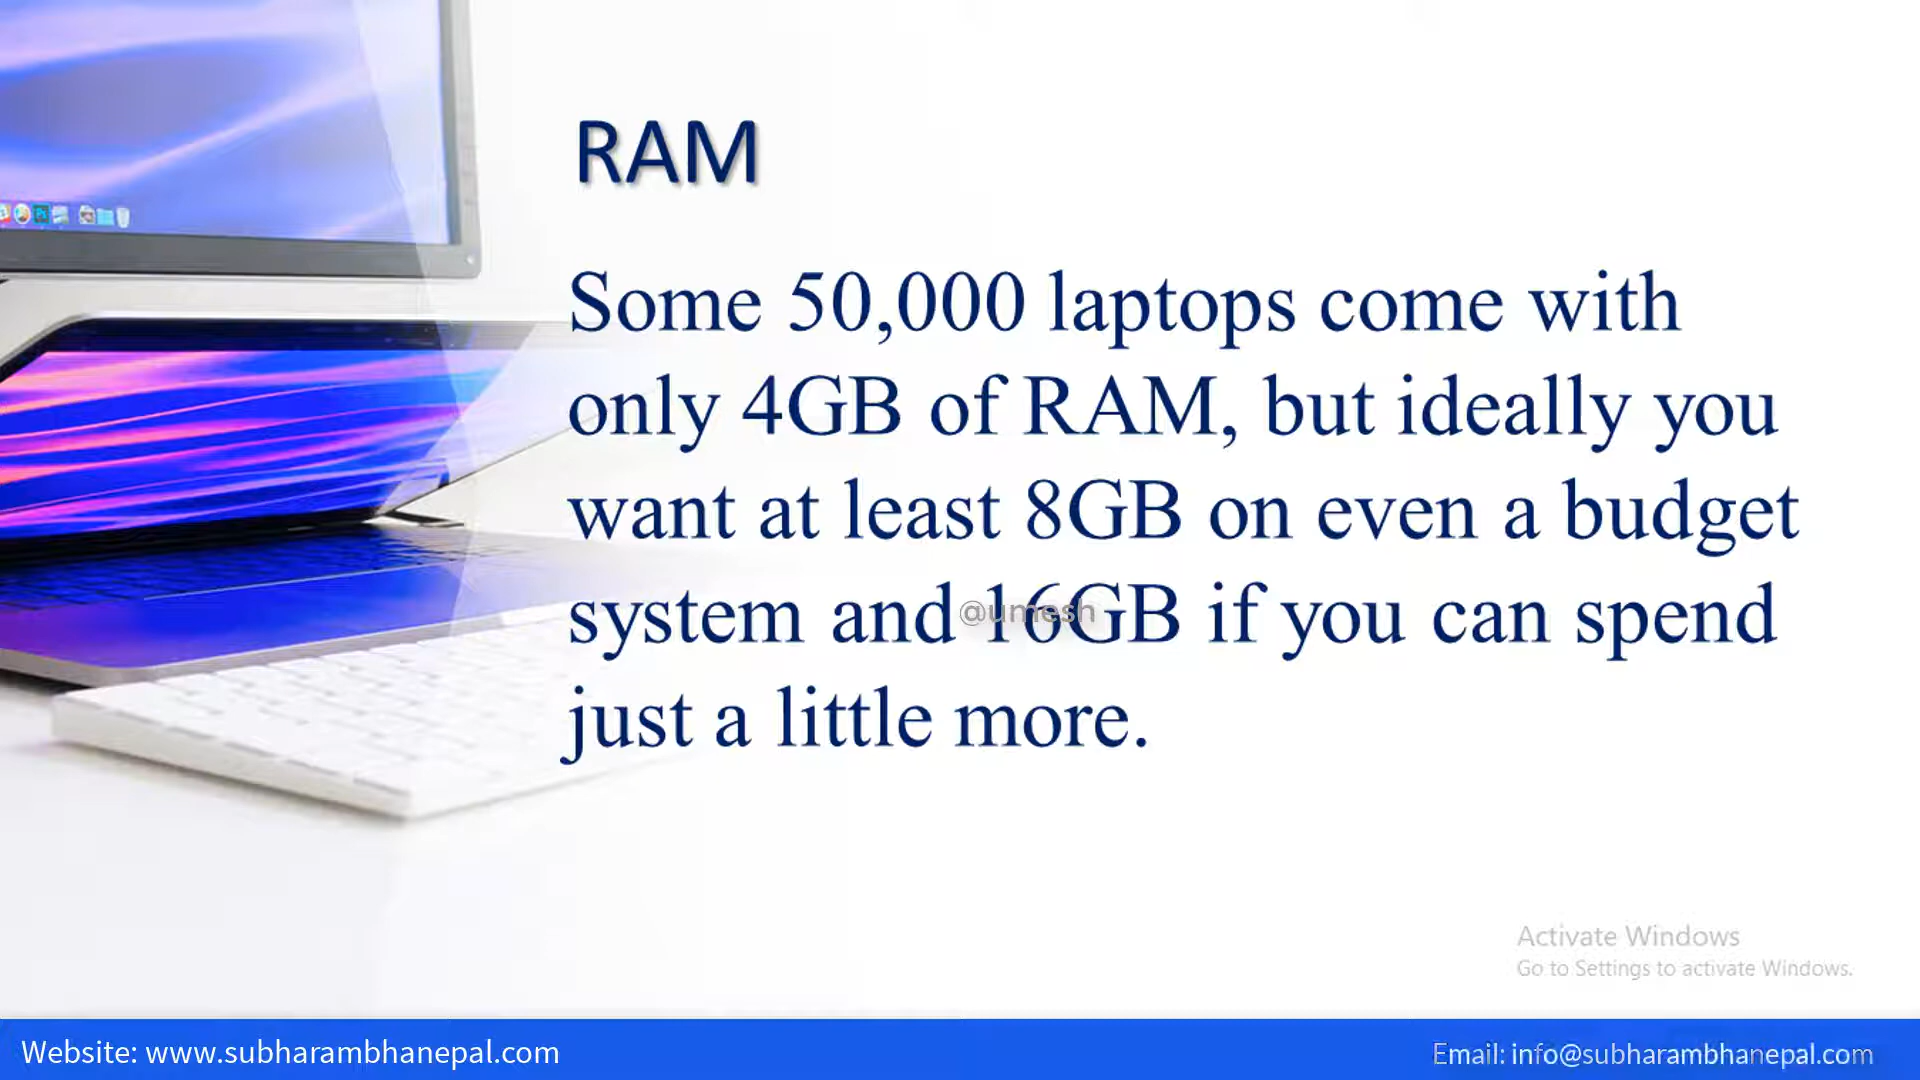 RAM
Some 50,000 laptops come with
only 4GB of RAM, but ideally you
want at least 8GB on even a budget
system and 16GB if you can spend
@umesh
just a little more.
Activate Windows
Go to Settings to activate Windows.
Website: www.subharambhanepal.com
Email: info@subharambhanepal.com